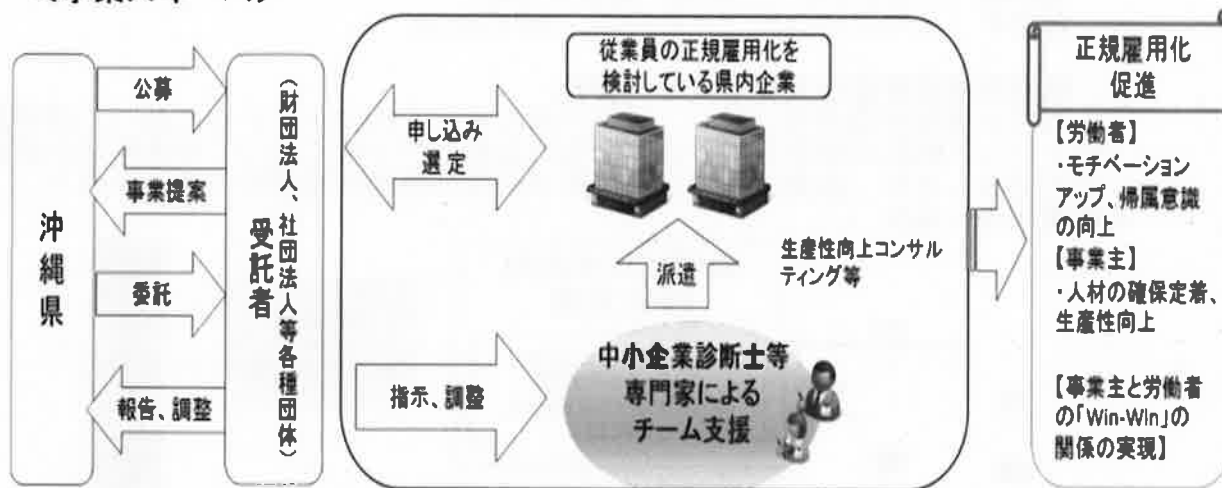 沖縄県
公募
事業提案
委託
報告、調整
受託者
(財団法人、社団法人等各種団体)
申し込み
選定
指示、調整
従業員の正規雇用化を
検討している県内企業
派遣
生産性向上コンサル
ティング等
中小企業診断士等
専門家による
チーム支援
正規雇用化
促進
【労働者】
・モチベーション
アップ、帰属意識
の向上
【事業主】
・人材の確保定着、
生産性向上
【事業主と労働者
の「Win-Win」の
関係の実現】